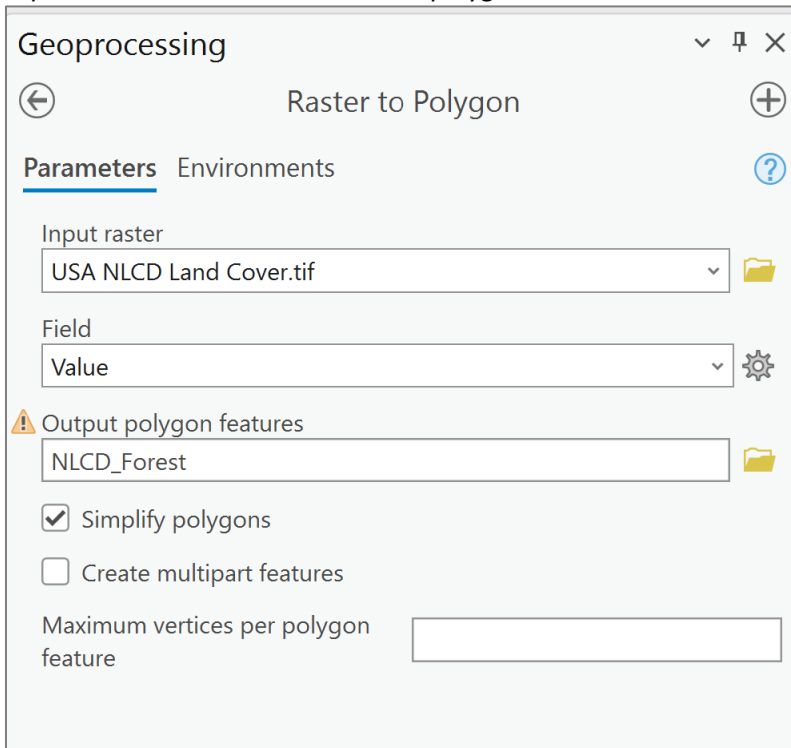 Geoprocessing
Raster to Polygon
Parameters Environments
Input raster
USA NLCD Land Cover.tif
Field
Value
Output polygon features
NLCD_Forest
Simplify polygons
Create multipart features
Maximum vertices per polygon
feature